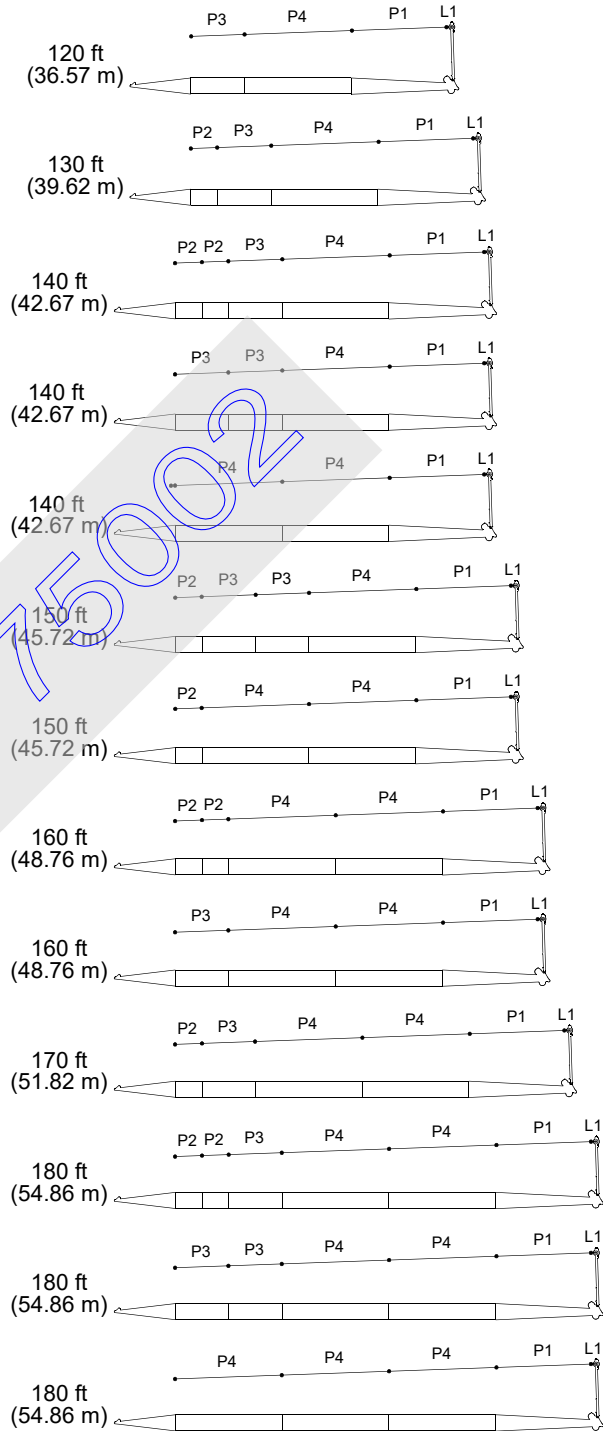 P3 P4 P1 L1
120 ft
(36.57 m)
P2 P3 P4 P1 L1
130 ft
(39.62 m)
P2 P2 P3 P4 P1 L1
140 ft
(42.67 m)
P3 P3 P4 P1 L1
140 ft
(42.67 m)
P4 P4 P1 L1
140 ft
(42.67 m)
P2 P3 P3 P4 P1 L1
150 ft
(45.72 m)
P2 P4 P4 P1 L1
150 ft
(45.72 m)
P2 P2 P4 P4 P1 L1
160 ft
(48.76 m)
P3 P4 P4 P1 L1
160 ft
(48.76 m)
P2 P3 P4 P4 P1 L1
170 ft
(51.82 m)
P2 P2 P3 P4 P4 P1 L1
180 ft
(54.86 m)
P3 P3 P4 P4 P1 L1
180 ft
(54.86 m)
P4 P4 P4 P1 L1
180 ft
(54.86 m)
75002